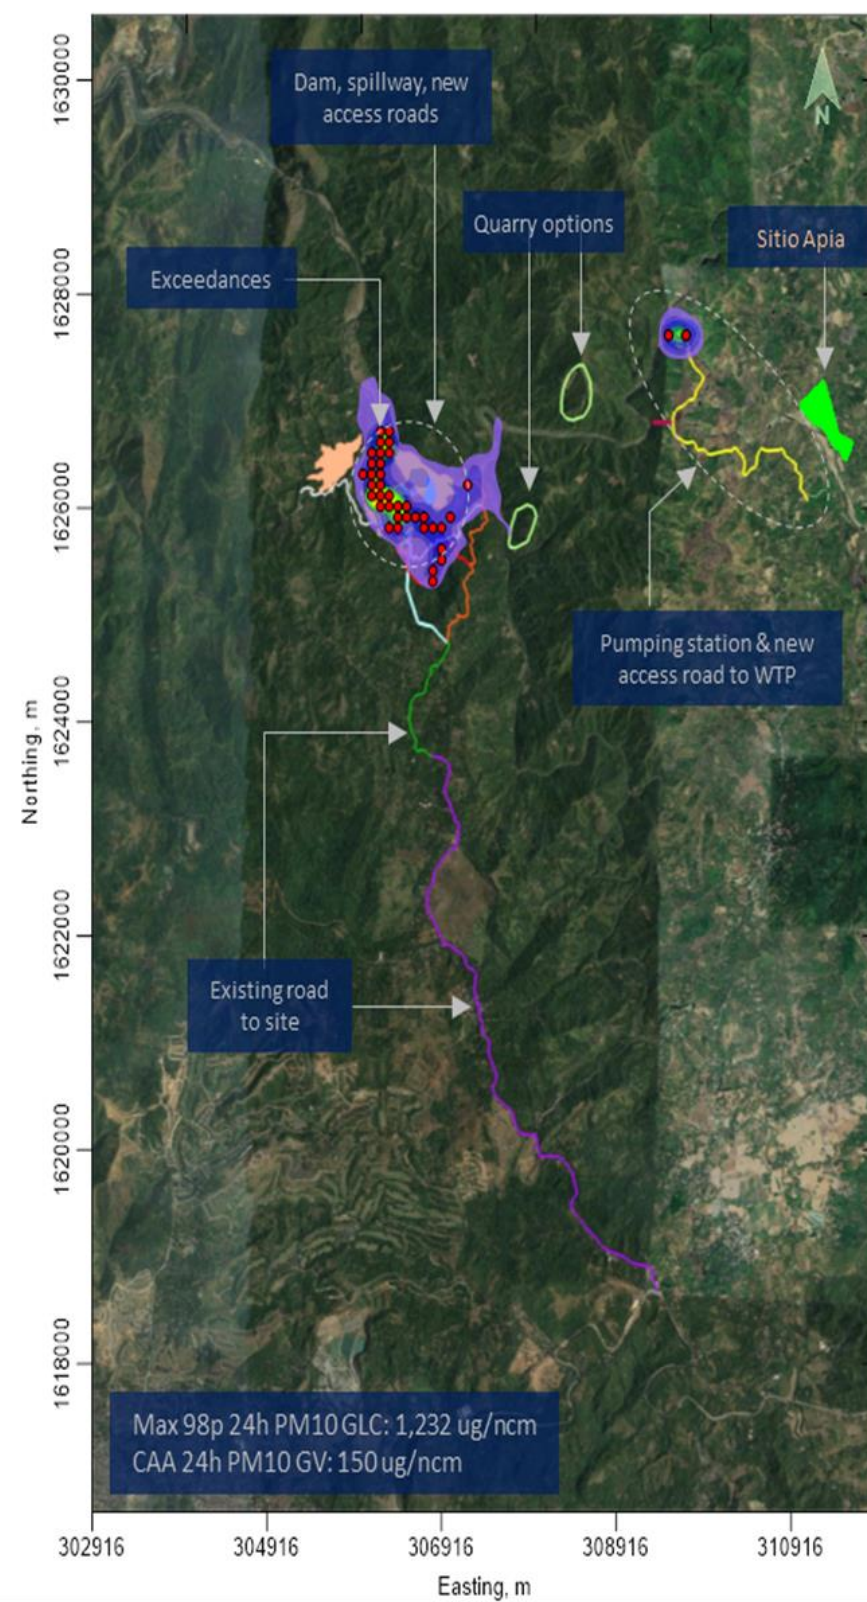 1630000
1628000
1626000
1624000
1622000
1620000
1618000
Northing, m
Dam, spillway, new
access roads
N
Quarry options
Sitio Apia
Exceedances
Pumping station & new
access road to WTP
Existing road
to site
Max 98p 24h PM10 GLC: 1,232 ug/ncm
CAA 24h PM10 GV: 150 ug/ncm
302916
304916
306916
308916
310916
Easting, m